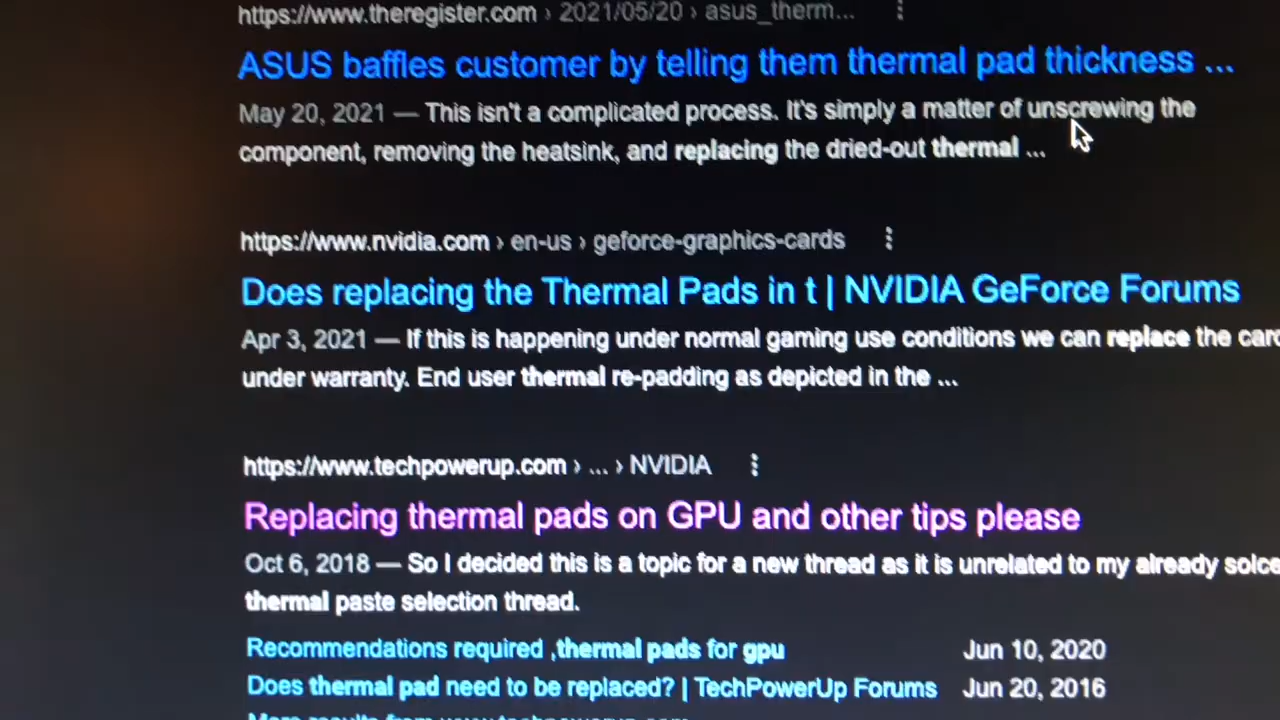 https://www.theregister.com › 2021/05/20 › asus_therm...
ASUS baffles customer by telling them thermal pad thickness ...
May 20, 2021 — This isn't a complicated process. It's simply a matter of unscrewing the
component, removing the heatsink, and replacing the dried-out thermal ...
https://www.nvidia.com › en-us › geforce-graphics-cards
Does replacing the Thermal Pads in t | NVIDIA GeForce Forums
Apr 3, 2021 — If this is happening under normal gaming use conditions we can replace the card
under warranty. End user thermal re-padding as depicted in the ...
https://www.techpowerup.com › ... › NVIDIA
Replacing thermal pads on GPU and other tips please
Oct 6, 2018 — So I decided this is a topic for a new thread as it is unrelated to my already solce
thermal paste selection thread.
Recommendations required ,thermal pads for gpu Jun 10, 2020
Does thermal pad need to be replaced? | TechPowerUp Forums Jun 20, 2016
More results from www.techpowerup.com